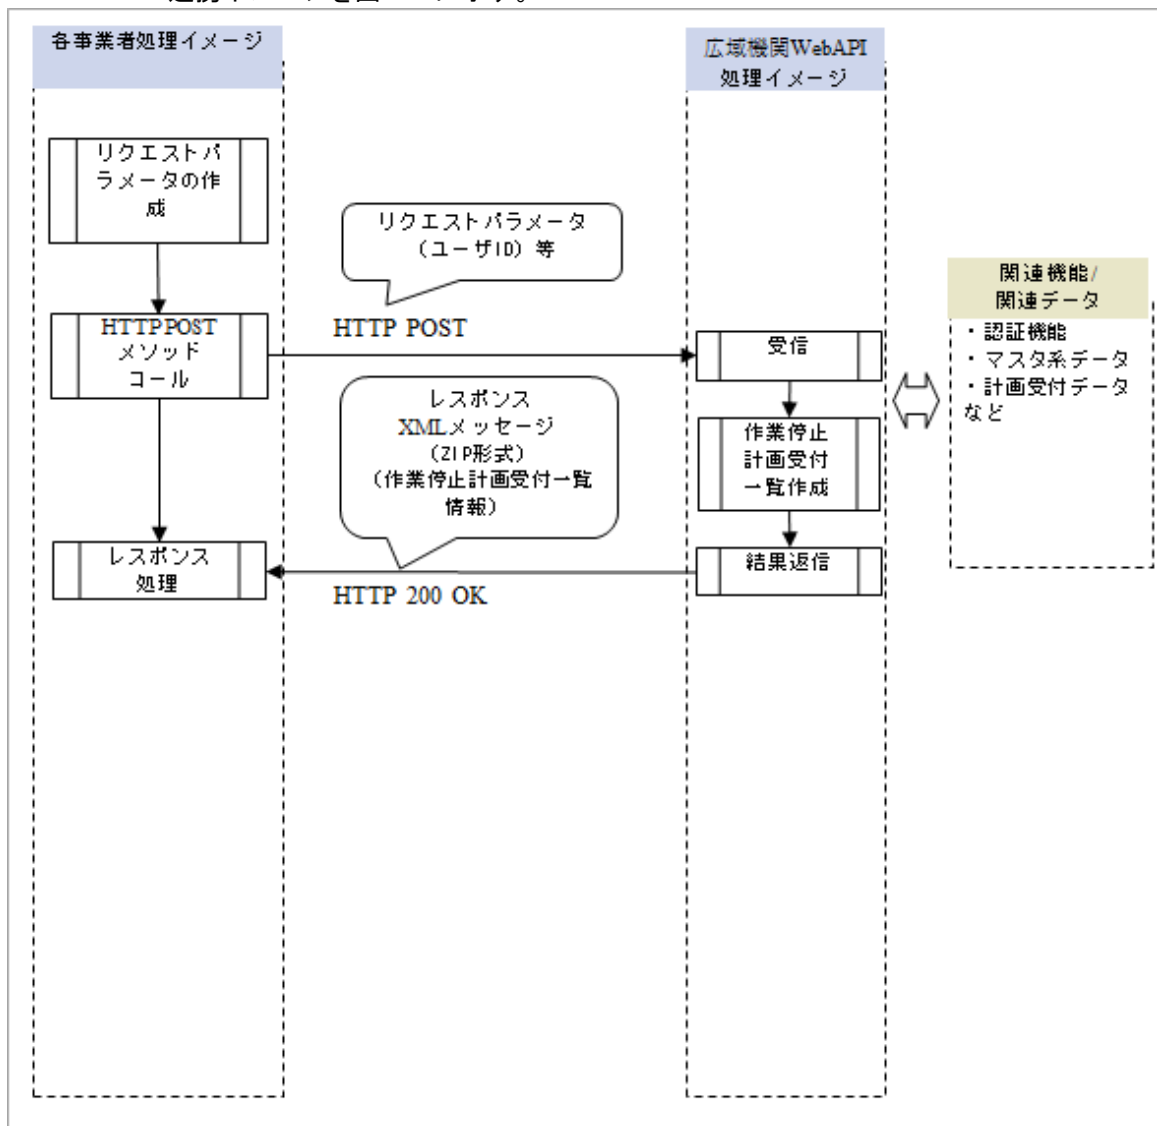 各事業者処理イメージ
広域機関WebAPI
処理イメージ
リクエストパ
ラメータの作
成
リクエストパラメータ
（ユーザID）等
関連機能/
関連データ
・認証機能
・マスタ系データ
・計画受付データ
など
HTTP POST
メソッド
コール
HTTP POST
受信
レスポンス
XMLメッセージ
（ZIP形式）
（作業停止計画受付一覧
情報）
作業停止
計画受付
一覧作成
レスポンス
処理
結果返信
HTTP 200 OK